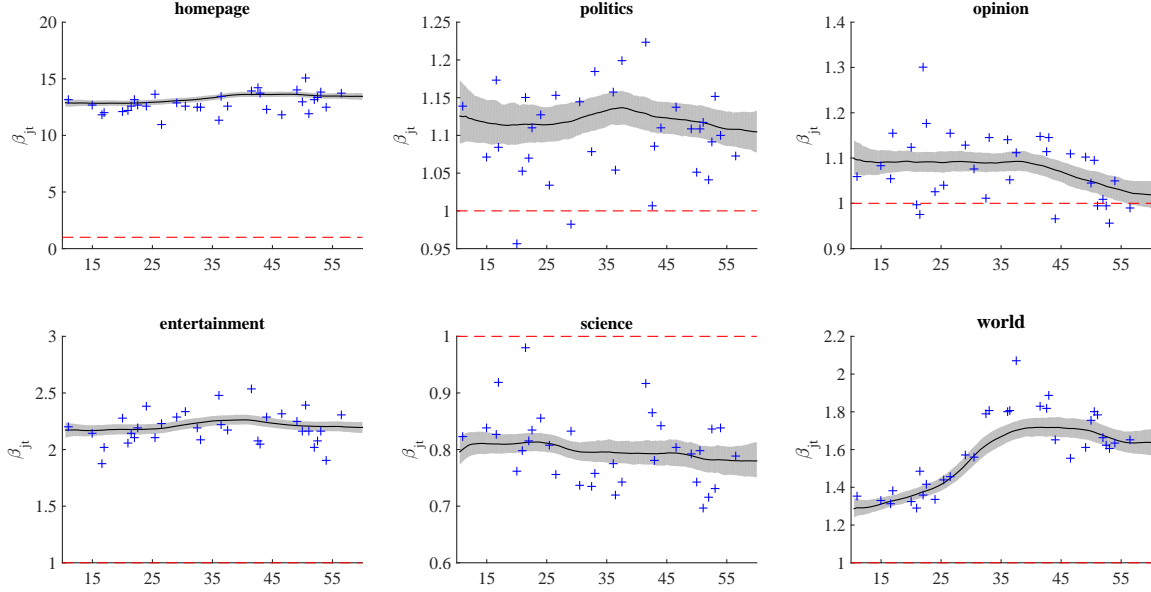 homepage
20
15
10
5
0
β_jt
15 25 35 45 55
politics
1.25
1.2
1.15
1.1
1.05
1
0.95
β_jt
15 25 35 45 55
opinion
1.4
1.3
1.2
1.1
1
0.9
β_jt
15 25 35 45 55
entertainment
3
2.5
2
1.5
1
β_jt
15 25 35 45 55
science
1
0.9
0.8
0.7
0.6
β_jt
15 25 35 45 55
world
2.2
2
1.8
1.6
1.4
1.2
1
β_jt
15 25 35 45 55